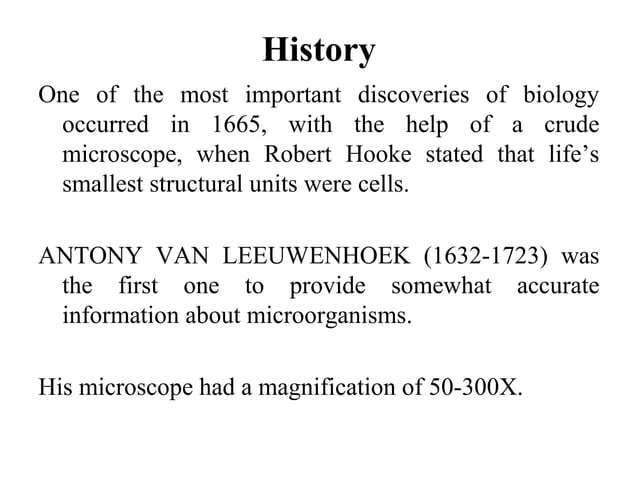 History
One of the most important discoveries of biology
occurred in 1665, with the help of a crude
microscope, when Robert Hooke stated that life’s
smallest structural units were cells.
ANTONY VAN LEEUWENHOEK (1632-1723) was
the first one to provide somewhat accurate
information about microorganisms.
His microscope had a magnification of 50-300X.